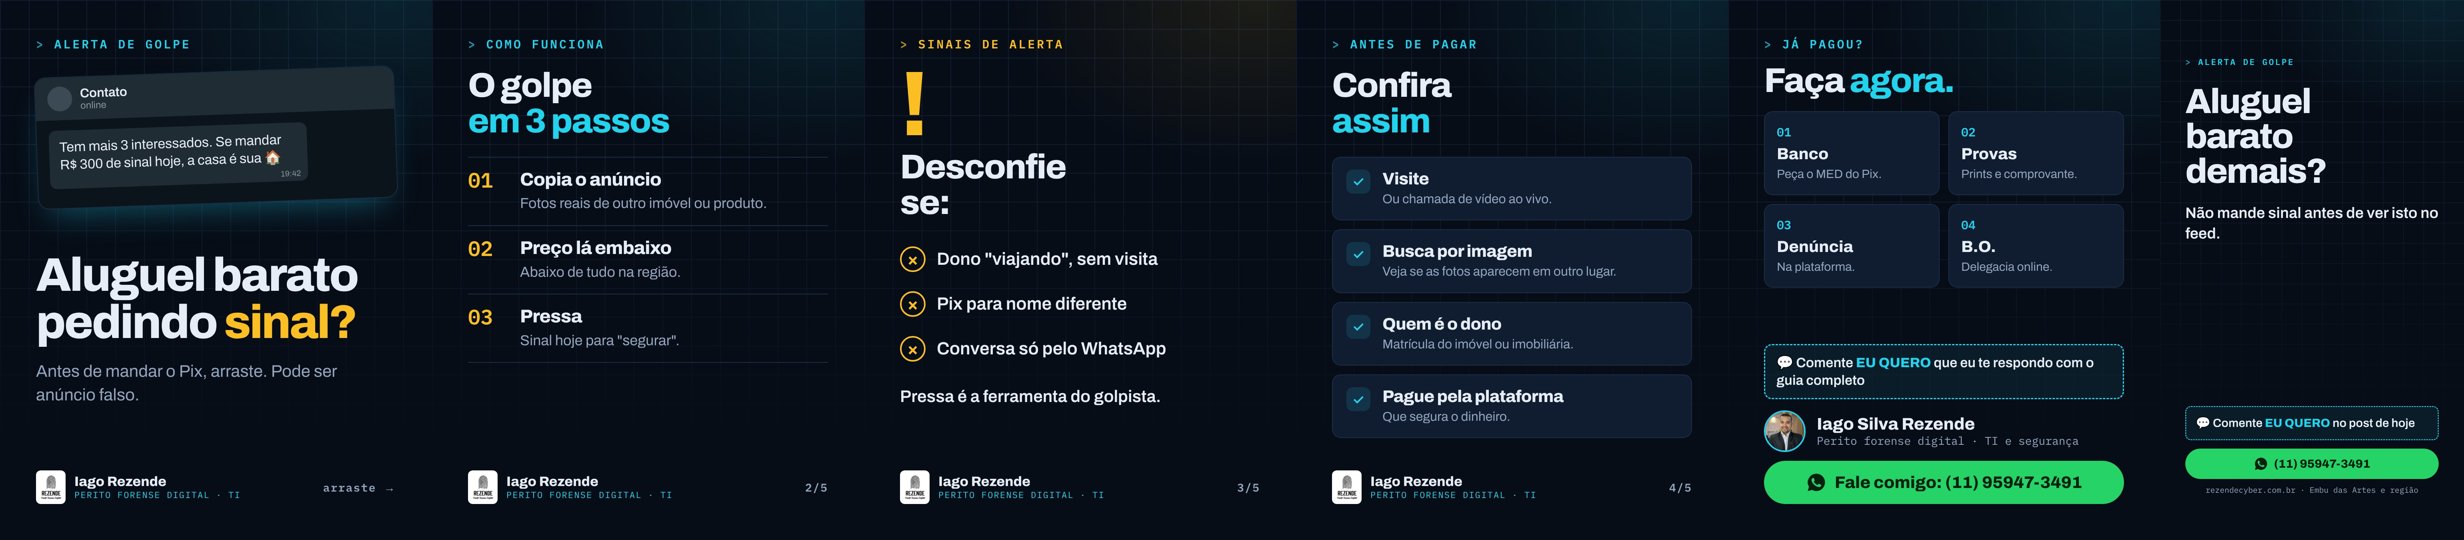 > ALERTA DE GOLPE
Contato
online
Tem mais 3 interessados. Se mandar
R$ 300 de sinal hoje, a casa é sua 🏠
19:42
Aluguel barato
pedindo sinal?
Antes de mandar o Pix, arraste. Pode ser
anúncio falso.
REZENDE
Iago Rezende
PERITO FORENSE DIGITAL · TI
arraste →
> COMO FUNCIONA
O golpe
em 3 passos
01
Copia o anúncio
Fotos reais de outro imóvel ou produto.
02
Preço lá embaixo
Abaixo de tudo na região.
03
Pressa
Sinal hoje para "segurar".
REZENDE
Iago Rezende
PERITO FORENSE DIGITAL · TI
2/5
> SINAIS DE ALERTA
!
Desconfie
se:
Dono "viajando", sem visita
Pix para nome diferente
Conversa só pelo WhatsApp
Pressa é a ferramenta do golpista.
REZENDE
Iago Rezende
PERITO FORENSE DIGITAL · TI
3/5
> ANTES DE PAGAR
Confira
assim
Visite
Ou chamada de vídeo ao vivo.
Busca por imagem
Veja se as fotos aparecem em outro lugar.
Quem é o dono
Matrícula do imóvel ou imobiliária.
Pague pela plataforma
Que segura o dinheiro.
REZENDE
Iago Rezende
PERITO FORENSE DIGITAL · TI
4/5
> JÁ PAGOU?
Faça agora.
01
Banco
Peça o MED do Pix.
02
Provas
Prints e comprovante.
03
Denúncia
Na plataforma.
04
B.O.
Delegacia online.
💬 Comente EU QUERO que eu te respondo com o
guia completo
Iago Silva Rezende
Perito forense digital · TI e segurança
Fale comigo: (11) 95947-3491
> ALERTA DE GOLPE
Aluguel
barato
demais?
Não mande sinal antes de ver isto no
feed.
💬 Comente EU QUERO no post de hoje
(11) 95947-3491
rezendecyber.com.br · Embu das Artes e região